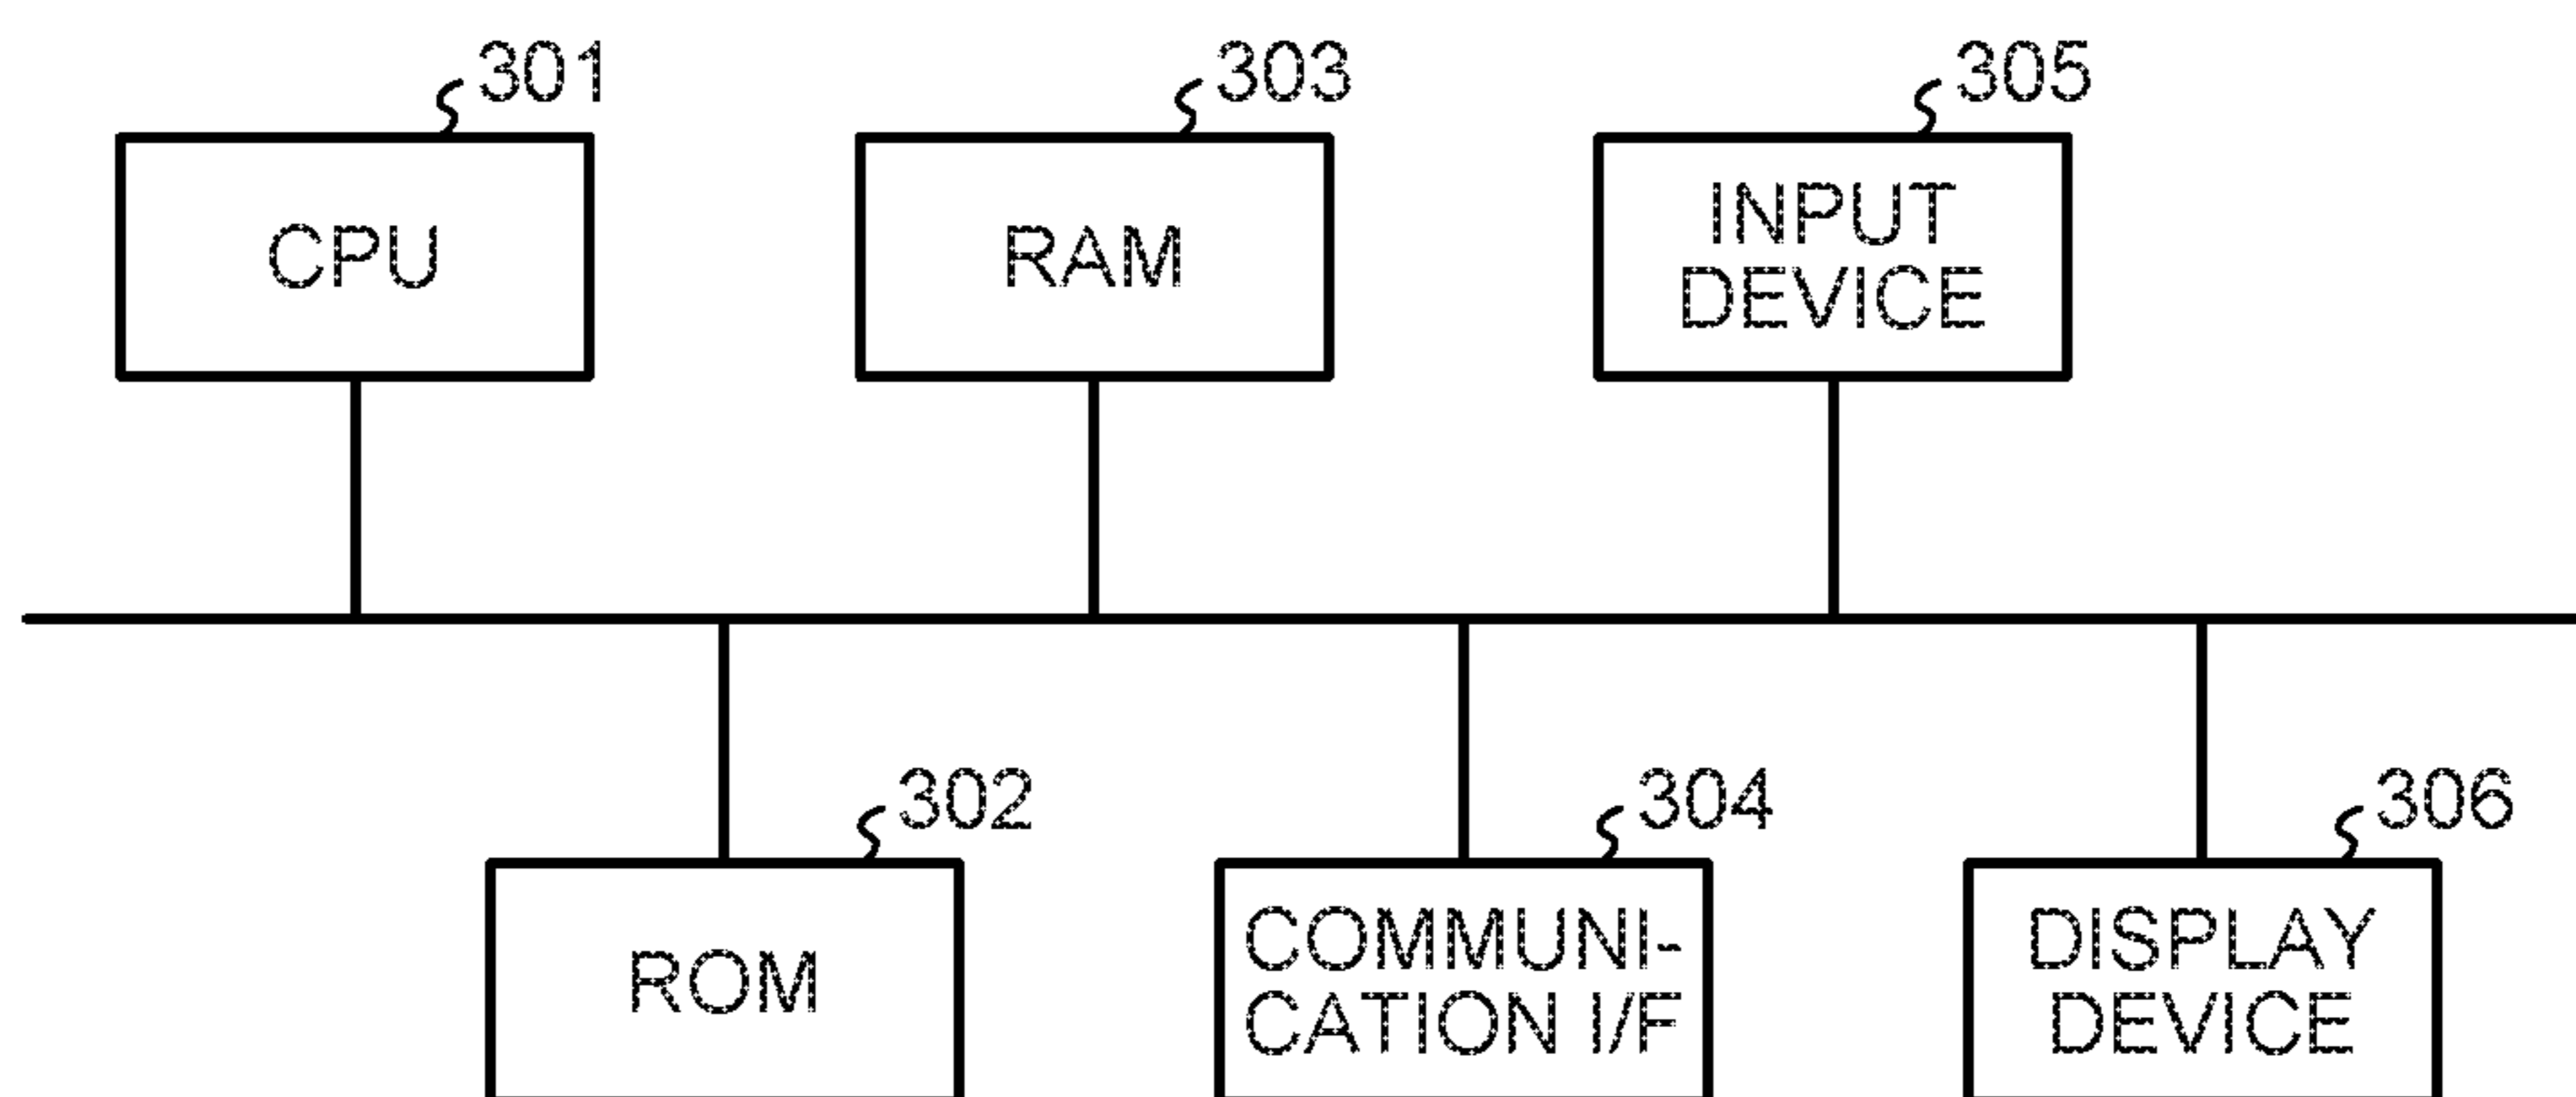 301
303
305
CPU
RAM
INPUT
DEVICE
302
304
306
ROM
COMMUNI-
CATION I/F
DISPLAY
DEVICE